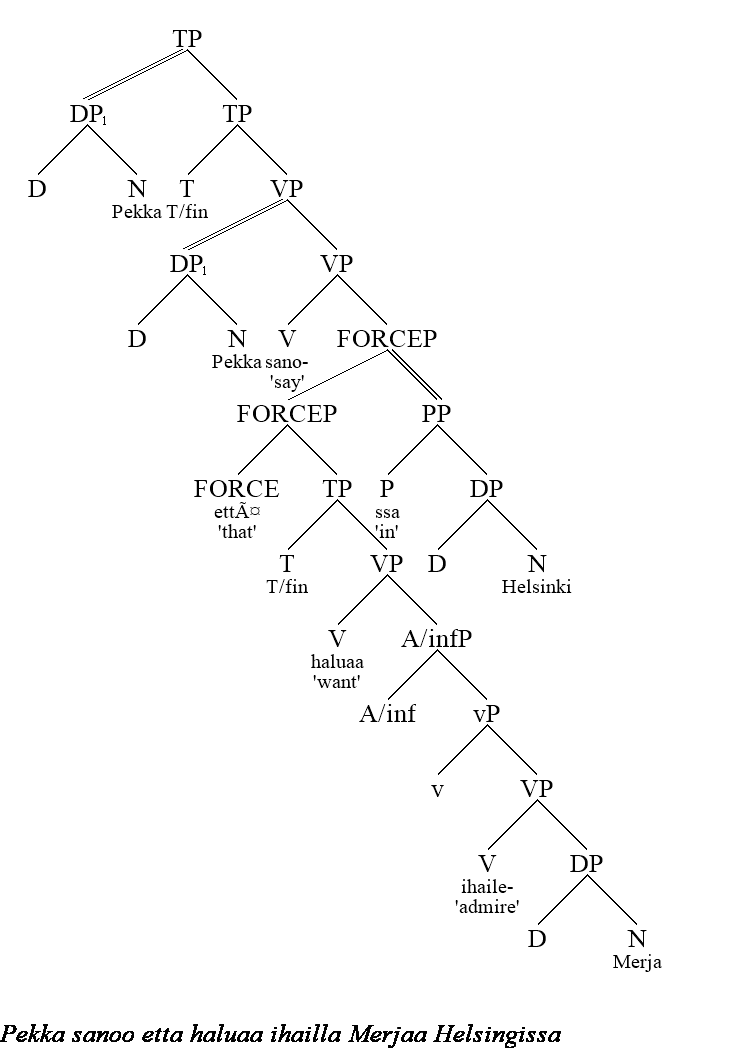 TP
DP1 TP
D N T VP
Pekka T/fin
DP1 VP
D N V FORCEP
Pekka sano-
'say'
FORCEP PP
FORCE TP P DP
ettÃ¤ ssa
'that' 'in'
T VP D N
T/fin Helsinki
V A/infP
haluaa
'want'
A/inf vP
v VP
V DP
ihaile-
'admire'
D N
Merja
Pekka sanoo etta haluaa ihailla Merjaa Helsingissa